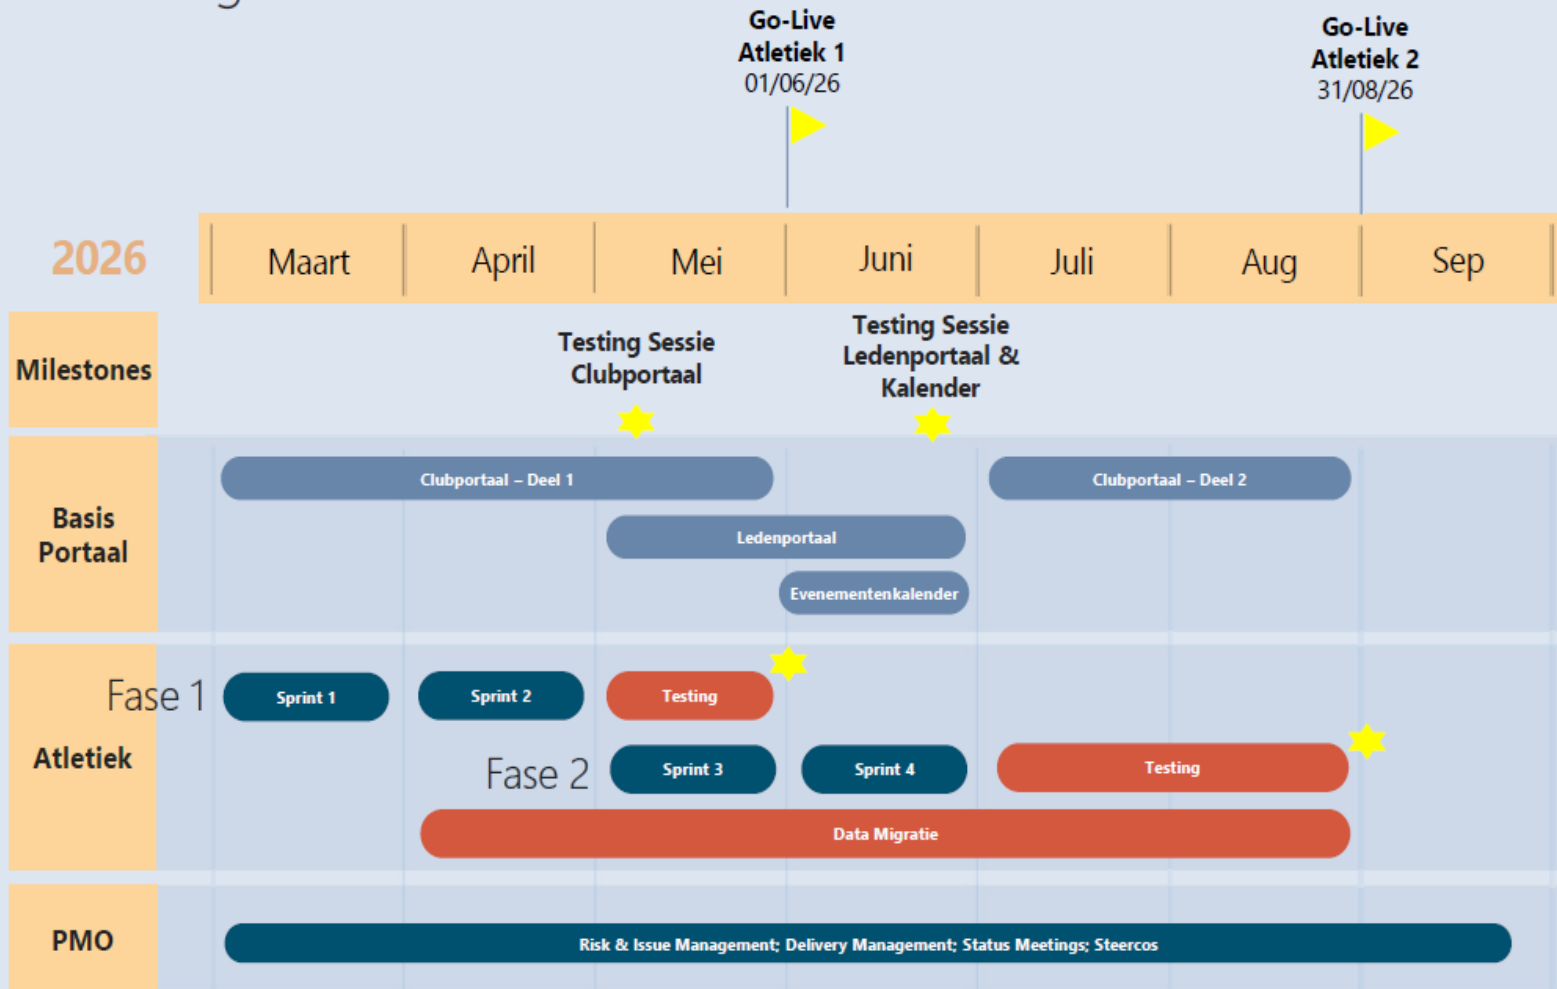 Go-Live
Atletiek 1
01/06/26
Go-Live
Atletiek 2
31/08/26
2026
Maart
April
Mei
Juni
Juli
Aug
Sep
Milestones
Testing Sessie
Clubportaal
Testing Sessie
Ledenportaal &
Kalender
Basis
Portaal
Clubportaal – Deel 1
Clubportaal – Deel 2
Ledenportaal
Evenementenkalender
Atletiek
Fase 1
Sprint 1
Sprint 2
Testing
Fase 2
Sprint 3
Sprint 4
Testing
Data Migratie
PMO
Risk & Issue Management; Delivery Management; Status Meetings; Steercos